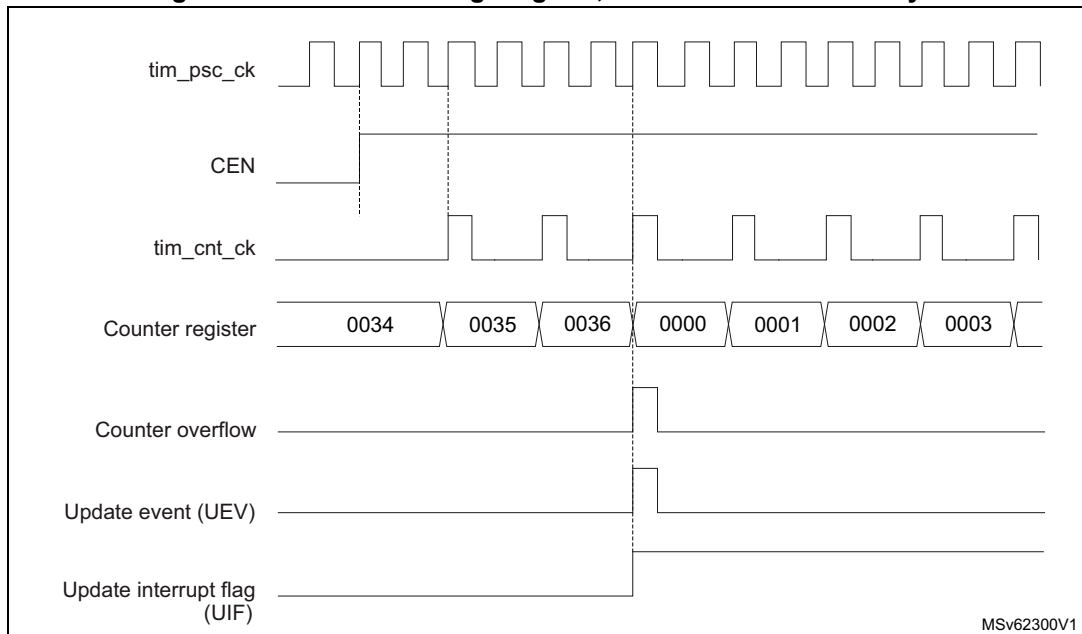 tim_psc_ck
CEN
tim_cnt_ck
Counter register
0034
0035
0036
0000
0001
0002
0003
Counter overflow
Update event (UEV)
Update interrupt flag
(UIF)
MSv62300V1